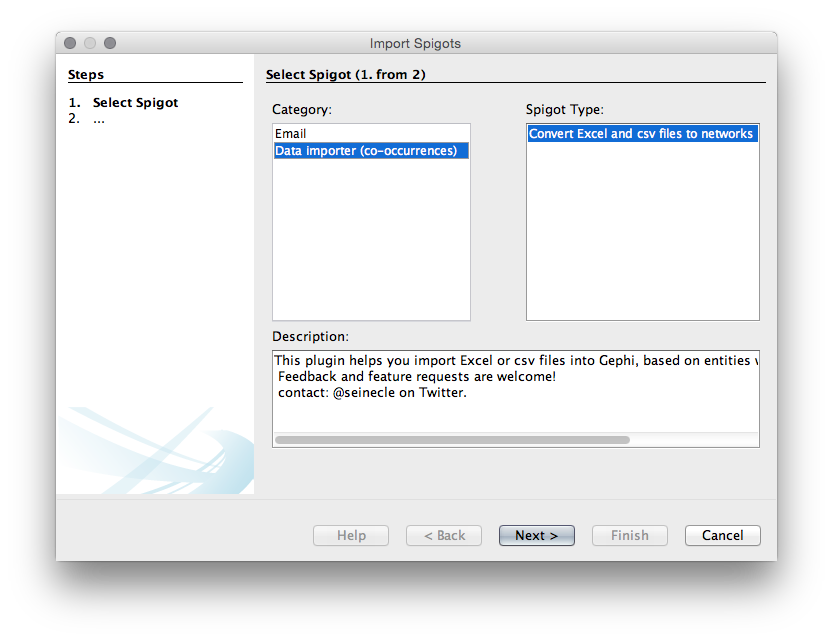 Import Spigots
Steps
1. Select Spigot
2. ...
Select Spigot (1. from 2)
Category:
Email
Data importer (co-occurrences)
Spigot Type:
Convert Excel and csv files to networks
Description:
This plugin helps you import Excel or csv files into Gephi, based on entities
Feedback and feature requests are welcome!
contact: @seinecle on Twitter.
Help
< Back
Next >
Finish
Cancel